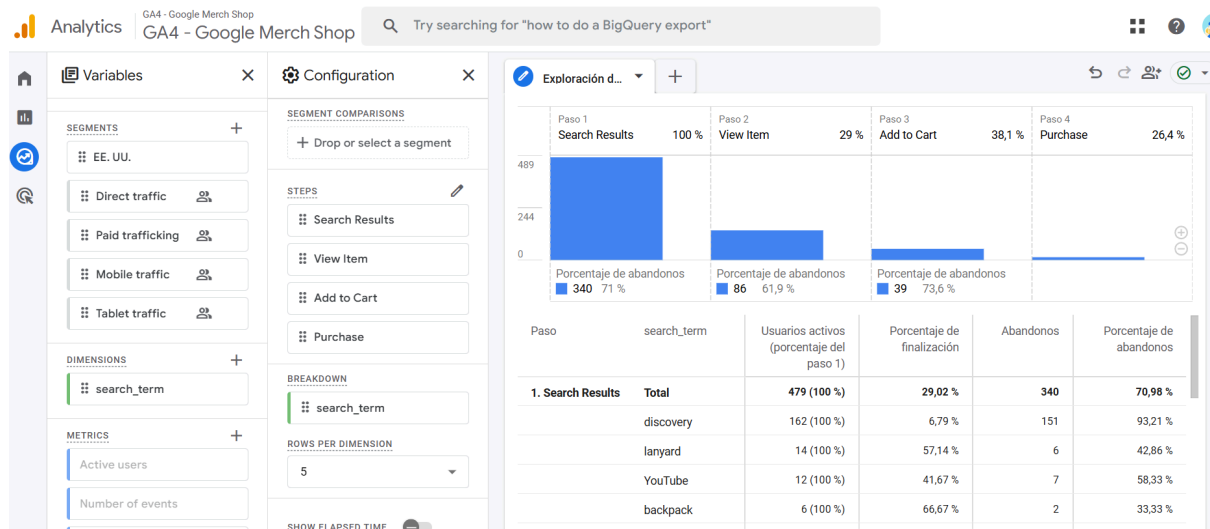 Analytics
GA4 - Google Merch Shop
GA4 - Google Merch Shop
Try searching for "how to do a BigQuery export"
Variables
SEGMENTS
EE. UU.
Direct traffic
Paid trafficking
Mobile traffic
Tablet traffic
DIMENSIONS
search_term
METRICS
Active users
Number of events
Configuration
SEGMENT COMPARISONS
Drop or select a segment
STEPS
Search Results
View Item
Add to Cart
Purchase
BREAKDOWN
search_term
ROWS PER DIMENSION
5
SHOW ELAPSED TIME
Exploración d...
Paso 1 Paso 2 Paso 3 Paso 4
Search Results 100 % View Item 29 % Add to Cart 38,1 % Purchase 26,4 %
489
244
0
Porcentaje de abandonos Porcentaje de abandonos Porcentaje de abandonos
340 71 % 86 61,9 % 39 73,6 %
Paso search_term Usuarios activos Porcentaje de Abandonos Porcentaje de
(porcentaje del finalización abandonos
paso 1)
1. Search Results Total 479 (100 %) 29,02 % 340 70,98 %
discovery 162 (100 %) 6,79 % 151 93,21 %
lanyard 14 (100 %) 57,14 % 6 42,86 %
YouTube 12 (100 %) 41,67 % 7 58,33 %
backpack 6 (100 %) 66,67 % 2 33,33 %